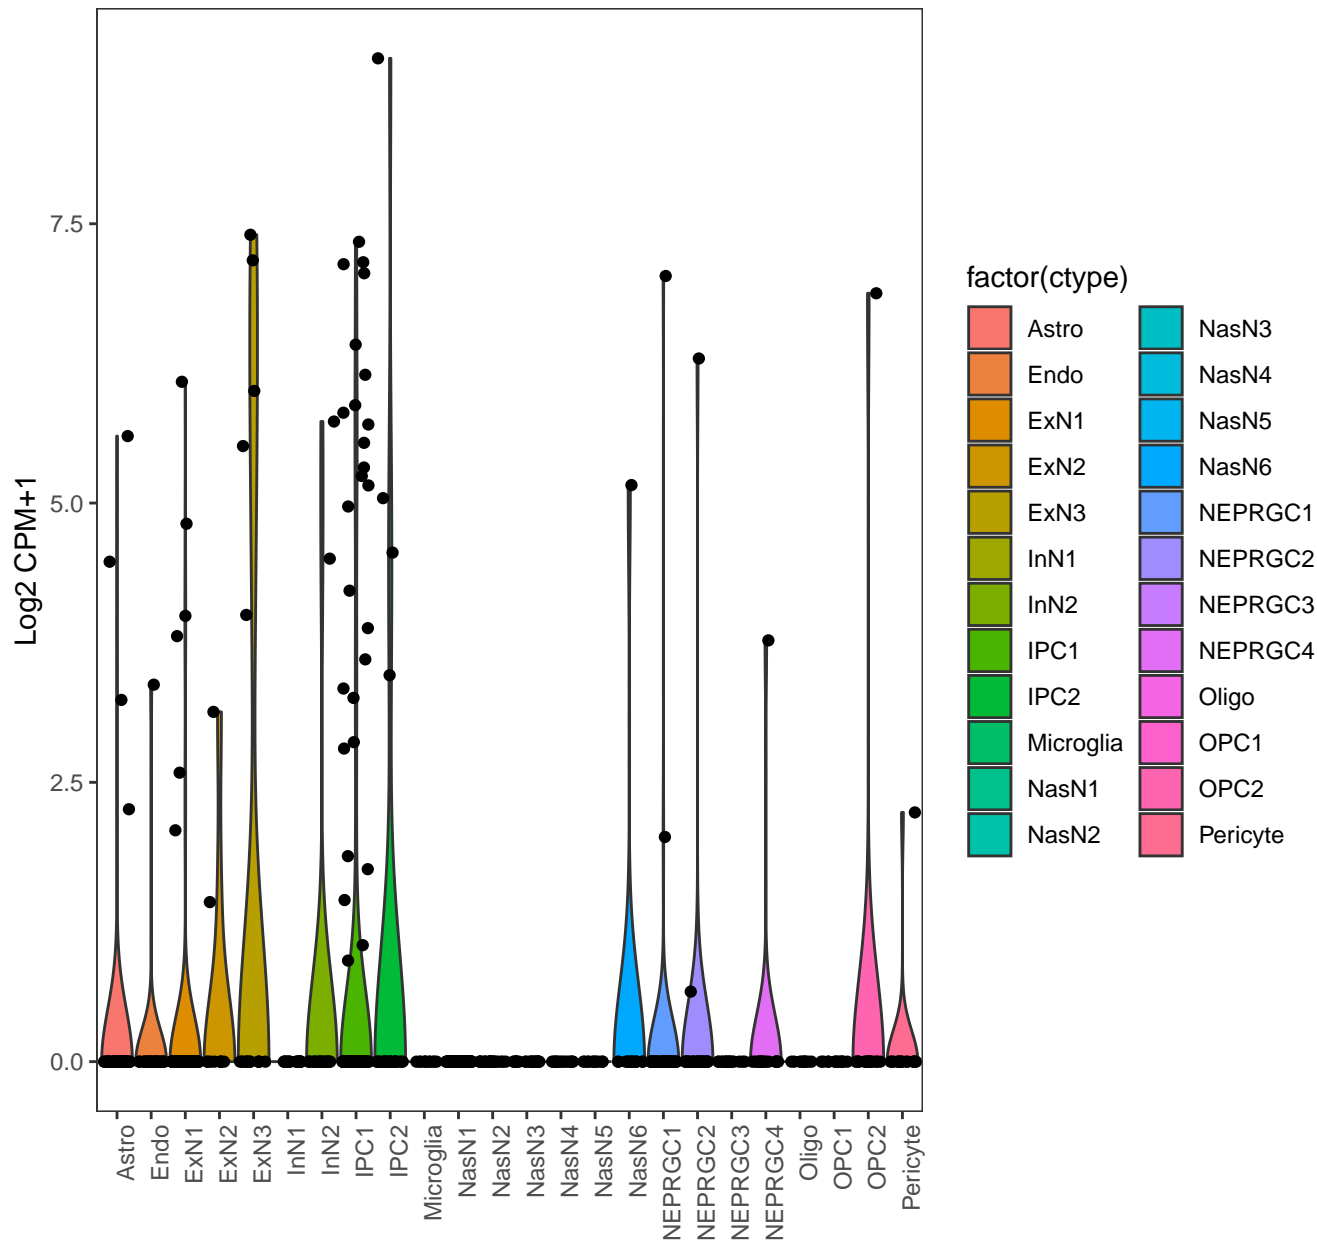 Log2 CPM+1
7.5
5.0
2.5
0.0
Astro
Endo
ExN1
ExN2
ExN3
InN1
InN2
IPC1
IPC2
Microglia
NasN1
NasN2
NasN3
NasN4
NasN5
NasN6
NEPRGC1
NEPRGC2
NEPRGC3
NEPRGC4
Oligo
OPC1
OPC2
Pericyte
factor(ctype)
Astro
Endo
ExN1
ExN2
ExN3
InN1
InN2
IPC1
IPC2
Microglia
NasN1
NasN2
NasN3
NasN4
NasN5
NasN6
NEPRGC1
NEPRGC2
NEPRGC3
NEPRGC4
Oligo
OPC1
OPC2
Pericyte